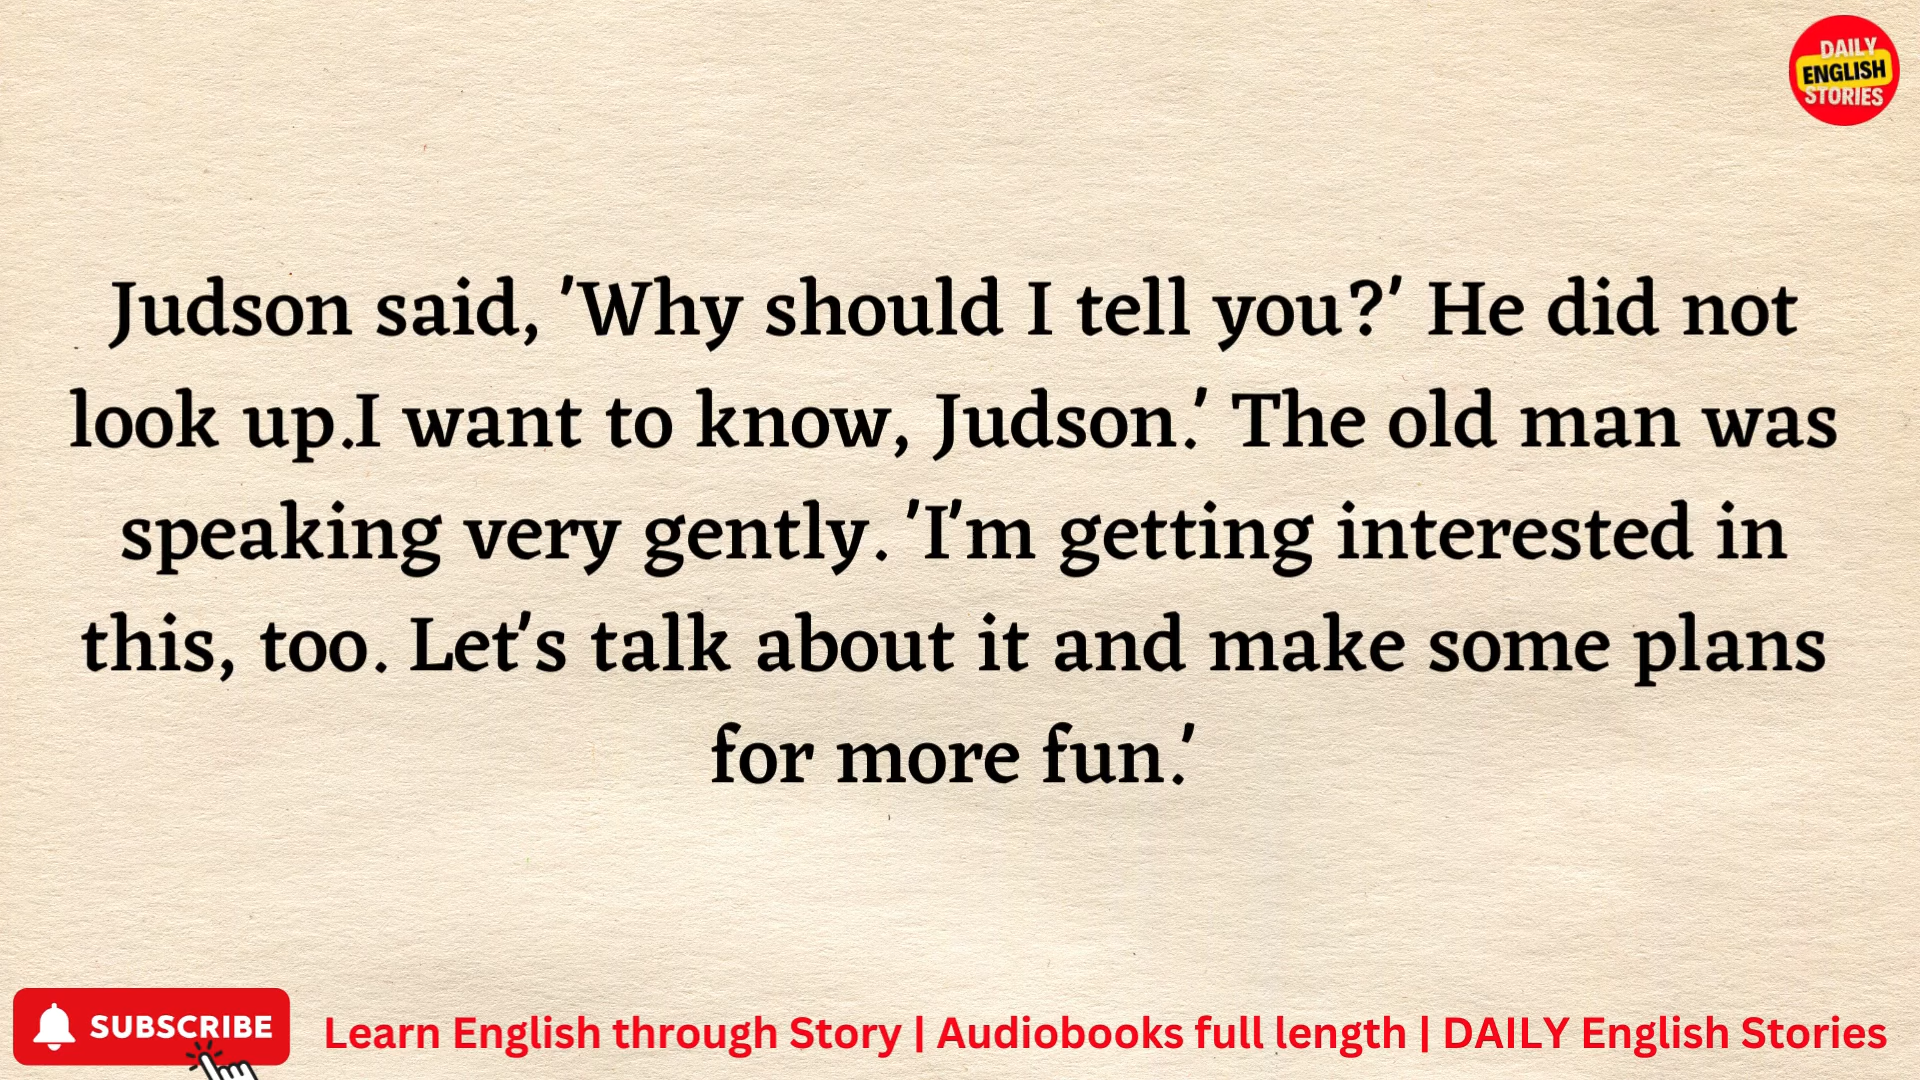 DAILY
ENGLISH
STORIES
Judson said, 'Why should I tell you?' He did not
look up.I want to know, Judson.' The old man was
speaking very gently. 'I'm getting interested in
this, too. Let's talk about it and make some plans
for more fun.'
SUBSCRIBE
Learn English through Story | Audiobooks full length | DAILY English Stories